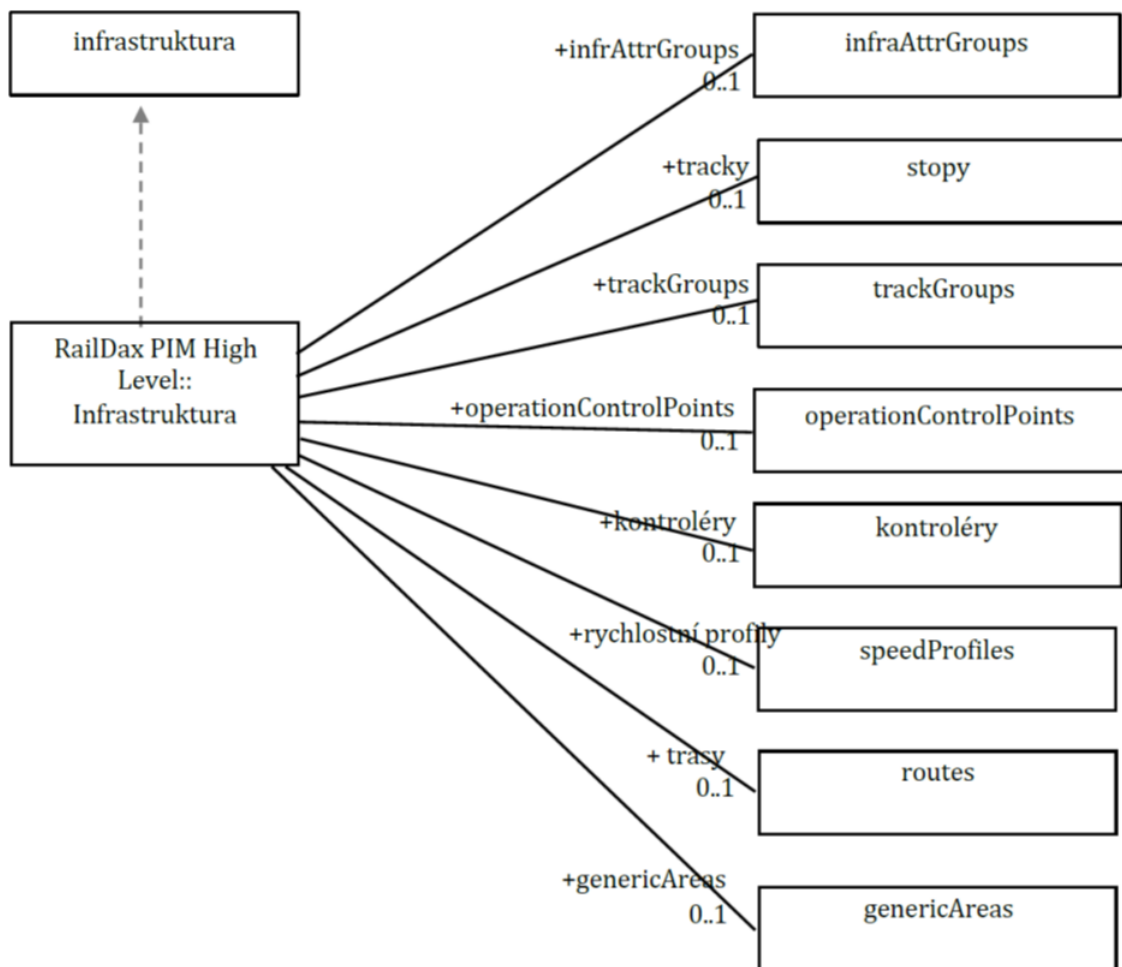 infrastruktura
+infrAttrGroups
0..1
infraAttrGroups
+tracky
0..1
stopy
+trackGroups
0..1
trackGroups
RailDax PIM High
Level::
Infrastruktura
+operationControlPoints
0..1
operationControlPoints
+kontroléry
0..1
kontroléry
+rychlostní profily
0..1
speedProfiles
+ trasy
0..1
routes
+genericAreas
0..1
genericAreas